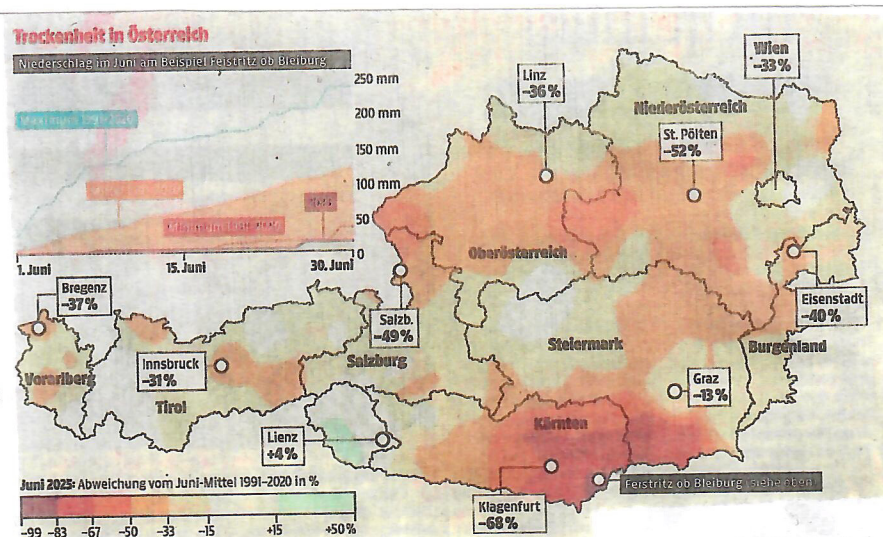 Trockenheit in Österreich
Niederschlag im Juni am Beispiel Feistritz ob Bleiburg
250 mm
200 mm
150 mm
100 mm
50
0
1. Juni
15. Juni
30. Juni
Wien
–33 %
Linz
–36 %
Niederösterreich
St. Pölten
–52 %
Oberösterreich
Bregenz
–37 %
Salzb.
–49 %
Eisenstadt
–40 %
Innsbruck
–31 %
Salzburg
Steiermark
Burgenland
Vorarlberg
Tirol
Graz
–13 %
Kärnten
Lienz
+4 %
Juni 2025: Abweichung vom Juni-Mittel 1991–2020 in %
–99 –83 –67 –50 –33 –15 +15 +50 %
Klagenfurt
–68 %
Feistritz ob Bleiburg (siehe oben)